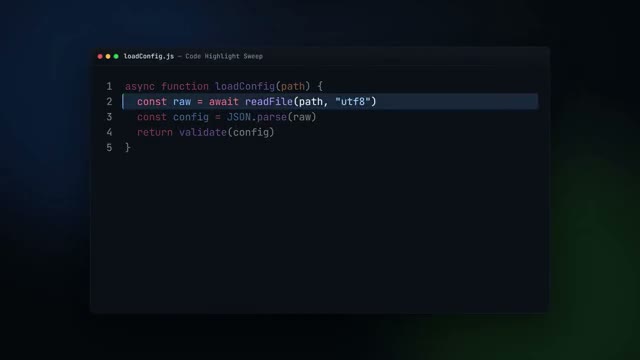 loadConfig.js — Code Highlight Sweep
1 async function loadConfig(path) {
2 const raw = await readFile(path, "utf8")
3 const config = JSON.parse(raw)
4 return validate(config)
5 }